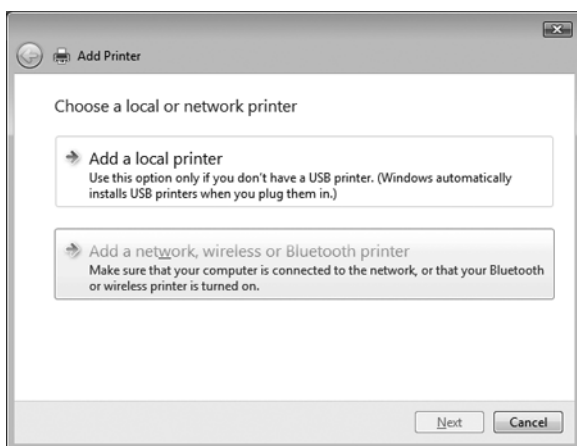 Add Printer
Choose a local or network printer
Add a local printer
Use this option only if you don't have a USB printer. (Windows automatically
installs USB printers when you plug them in.)
Add a network, wireless or Bluetooth printer
Make sure that your computer is connected to the network, or that your Bluetooth
or wireless printer is turned on.
Next Cancel